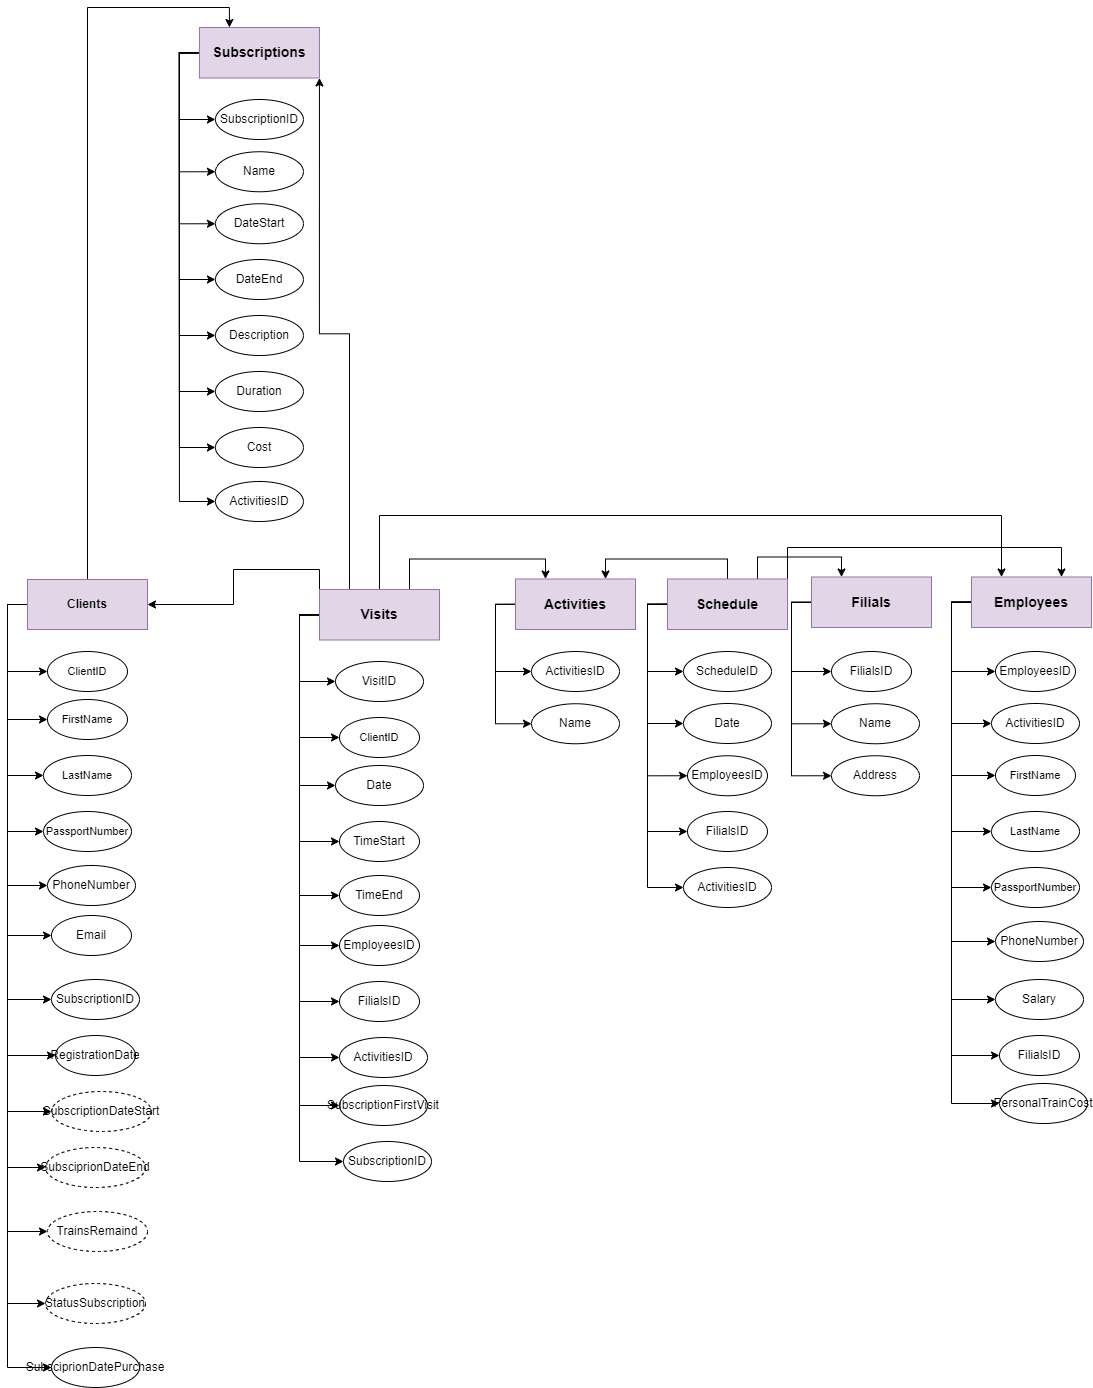 Subscriptions
SubscriptionID
Name
DateStart
DateEnd
Description
Duration
Cost
ActivitiesID
Clients
ClientID
FirstName
LastName
PassportNumber
PhoneNumber
Email
SubscriptionID
RegistrationDate
SubscriptionDateStart
SubsciprionDateEnd
TrainsRemaind
StatusSubscription
SubsciprionDatePurchase
Visits
VisitID
ClientID
Date
TimeStart
TimeEnd
EmployeesID
FilialsID
ActivitiesID
SubscriptionFirstVisit
SubscriptionID
Activities
ActivitiesID
Name
Schedule
ScheduleID
Date
EmployeesID
FilialsID
ActivitiesID
Filials
FilialsID
Name
Address
Employees
EmployeesID
ActivitiesID
FirstName
LastName
PassportNumber
PhoneNumber
Salary
FilialsID
PersonalTrainCost